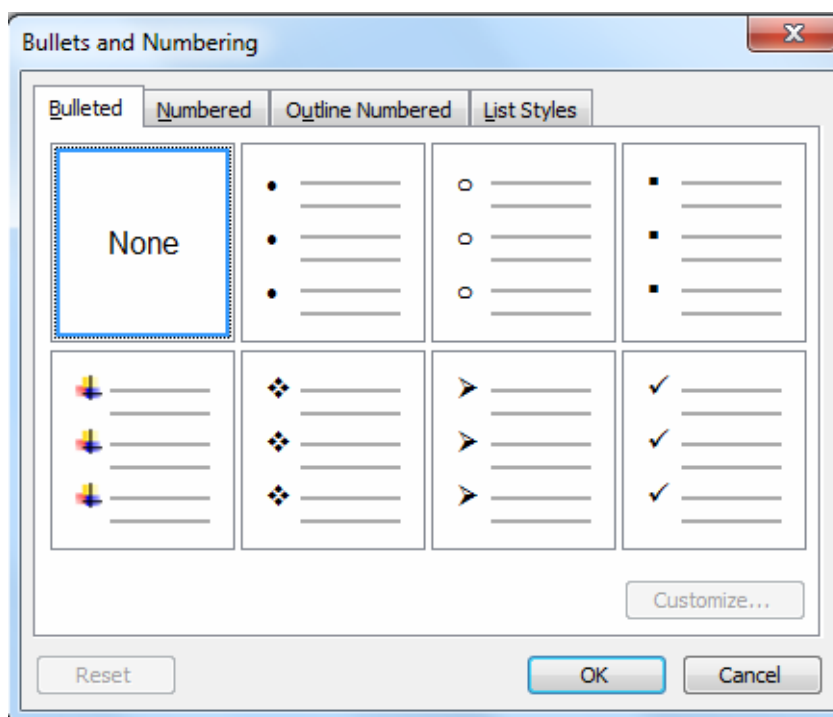 Bullets and Numbering
Bulleted Numbered Outline Numbered List Styles
None
Customize...
Reset OK Cancel